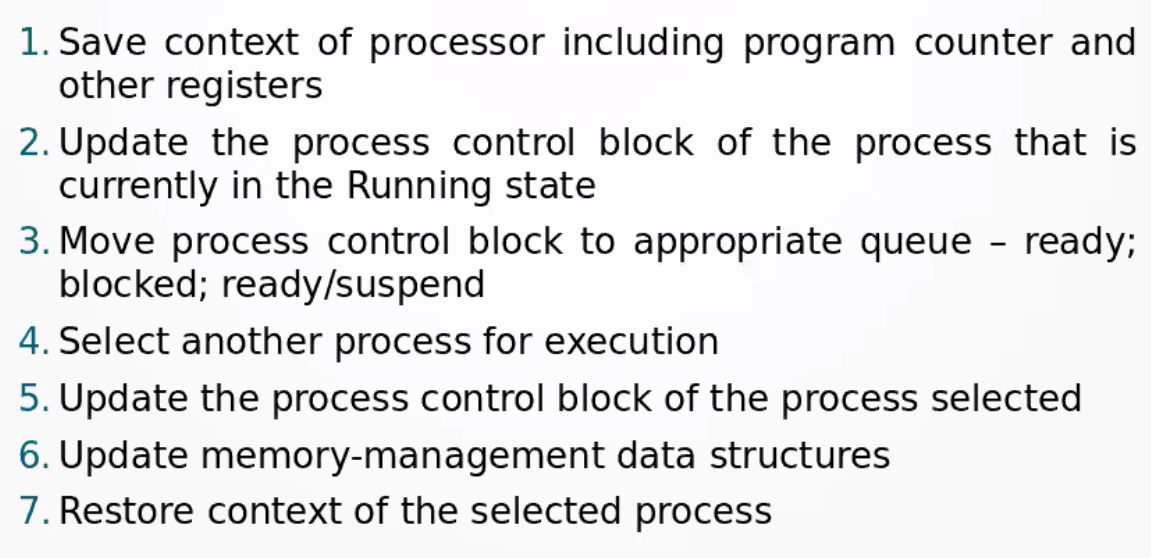 1. Save context of processor including program counter and
other registers
2. Update the process control block of the process that is
currently in the Running state
3. Move process control block to appropriate queue – ready;
blocked; ready/suspend
4. Select another process for execution
5. Update the process control block of the process selected
6. Update memory-management data structures
7. Restore context of the selected process